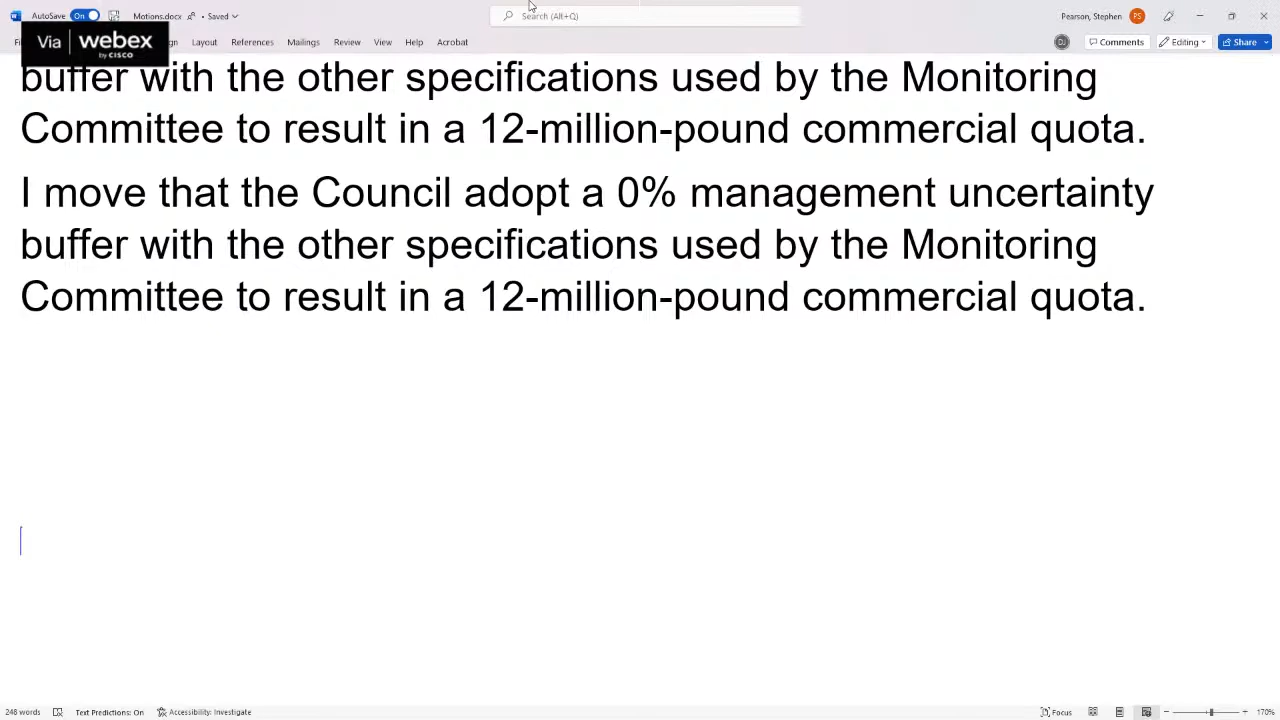 AutoSave On Motions.docx • Saved Search (Alt+Q) Pearson, Stephen PS
Via webex by CISCO
Layout References Mailings Review View Help Acrobat DJ Comments Editing Share
buffer with the other specifications used by the Monitoring
Committee to result in a 12-million-pound commercial quota.
I move that the Council adopt a 0% management uncertainty
buffer with the other specifications used by the Monitoring
Committee to result in a 12-million-pound commercial quota.
248 words Text Predictions: On Accessibility: Investigate Focus 170%